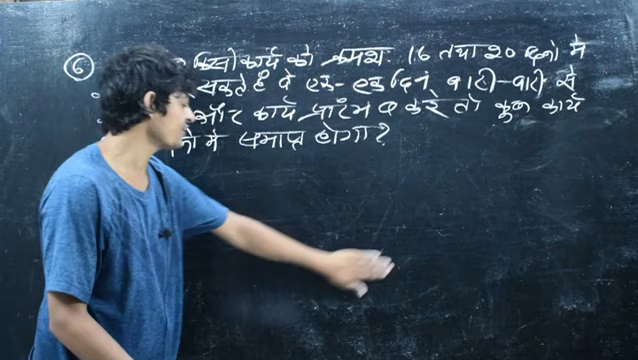 ⑥ किसी कार्य को क्रमशः 16 तथा 20 दिनो मे
सकते हैं वे एक-एक दिन बारी-बारी से
और कार्य प्रारंभ व करे तो कुल कार्य
नो मे समाप्त होगा?